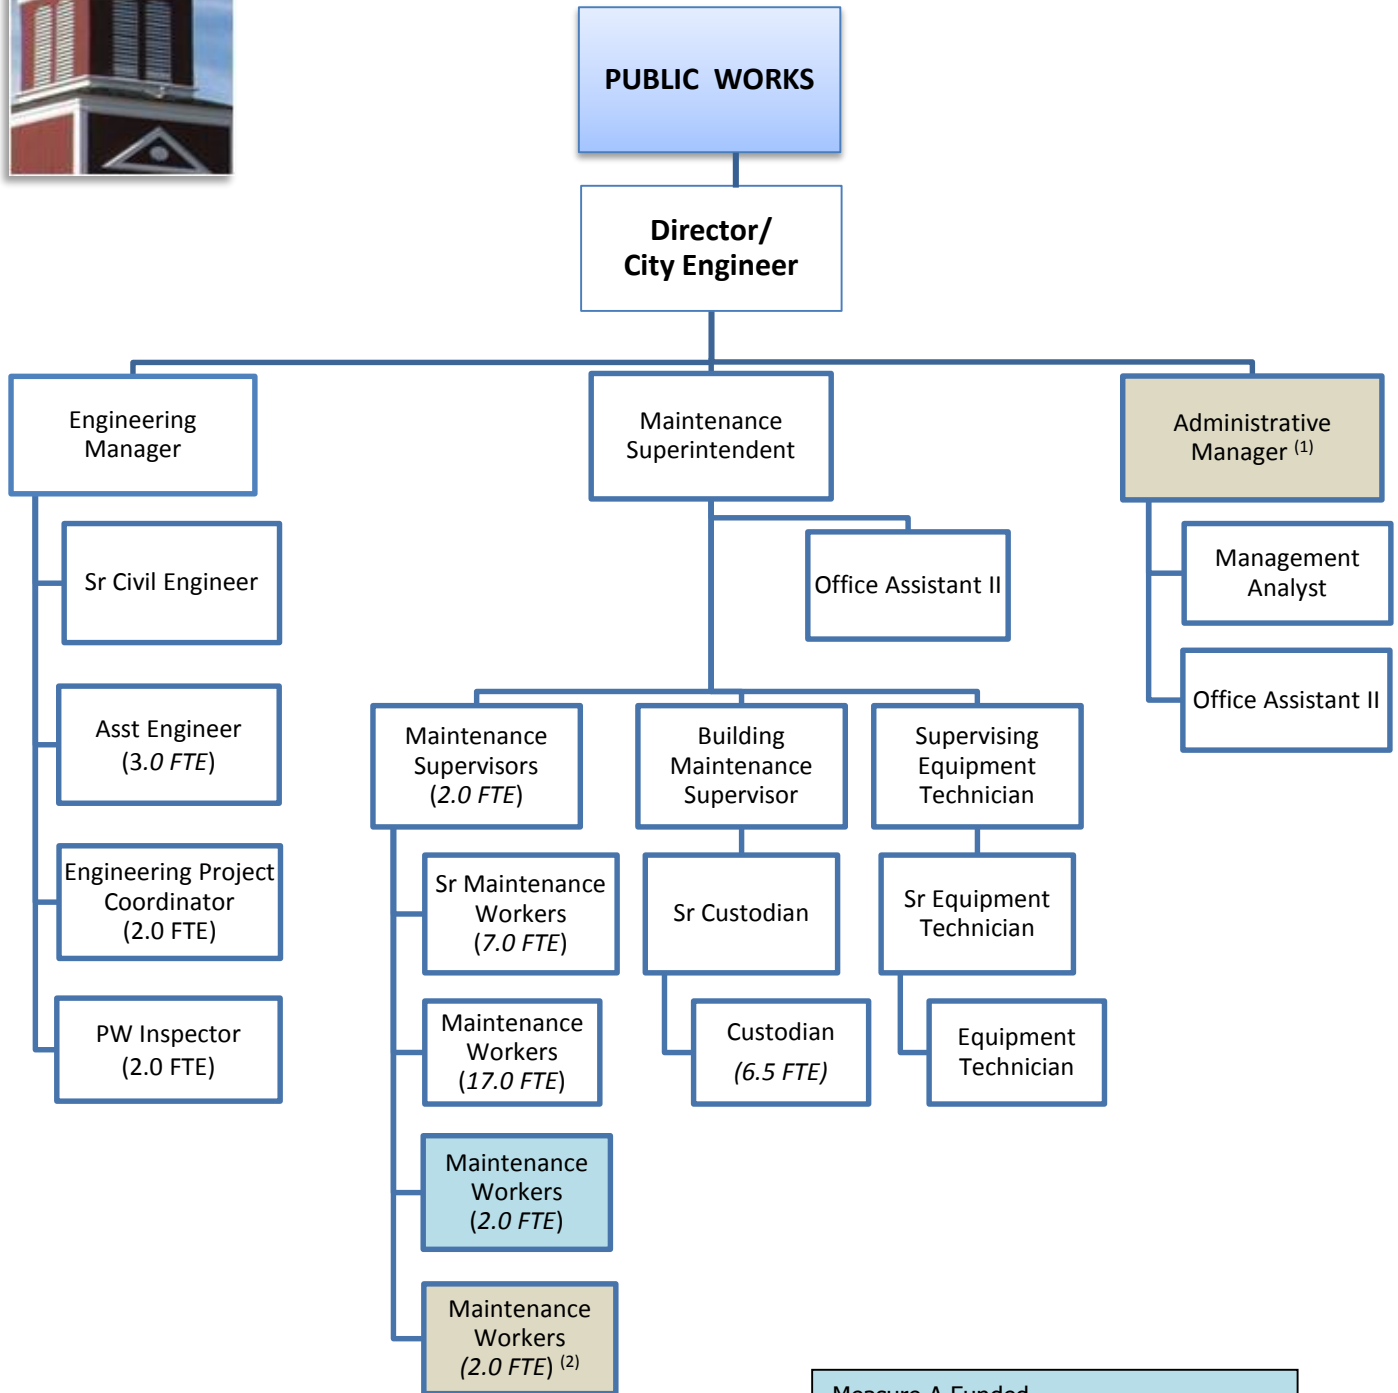 PUBLIC WORKS
Director/
City Engineer
Engineering
Manager
Maintenance
Superintendent
Administrative
Manager (1)
Sr Civil Engineer
Asst Engineer
(3.0 FTE)
Engineering Project
Coordinator
(2.0 FTE)
PW Inspector
(2.0 FTE)
Office Assistant II
Management
Analyst
Office Assistant II
Maintenance
Supervisors
(2.0 FTE)
Building
Maintenance
Supervisor
Supervising
Equipment
Technician
Sr Maintenance
Workers
(7.0 FTE)
Sr Custodian
Sr Equipment
Technician
Maintenance
Workers
(17.0 FTE)
Custodian
(6.5 FTE)
Equipment
Technician
Maintenance
Workers
(2.0 FTE)
Maintenance
Workers
(2.0 FTE) (2)
Measure A Funded